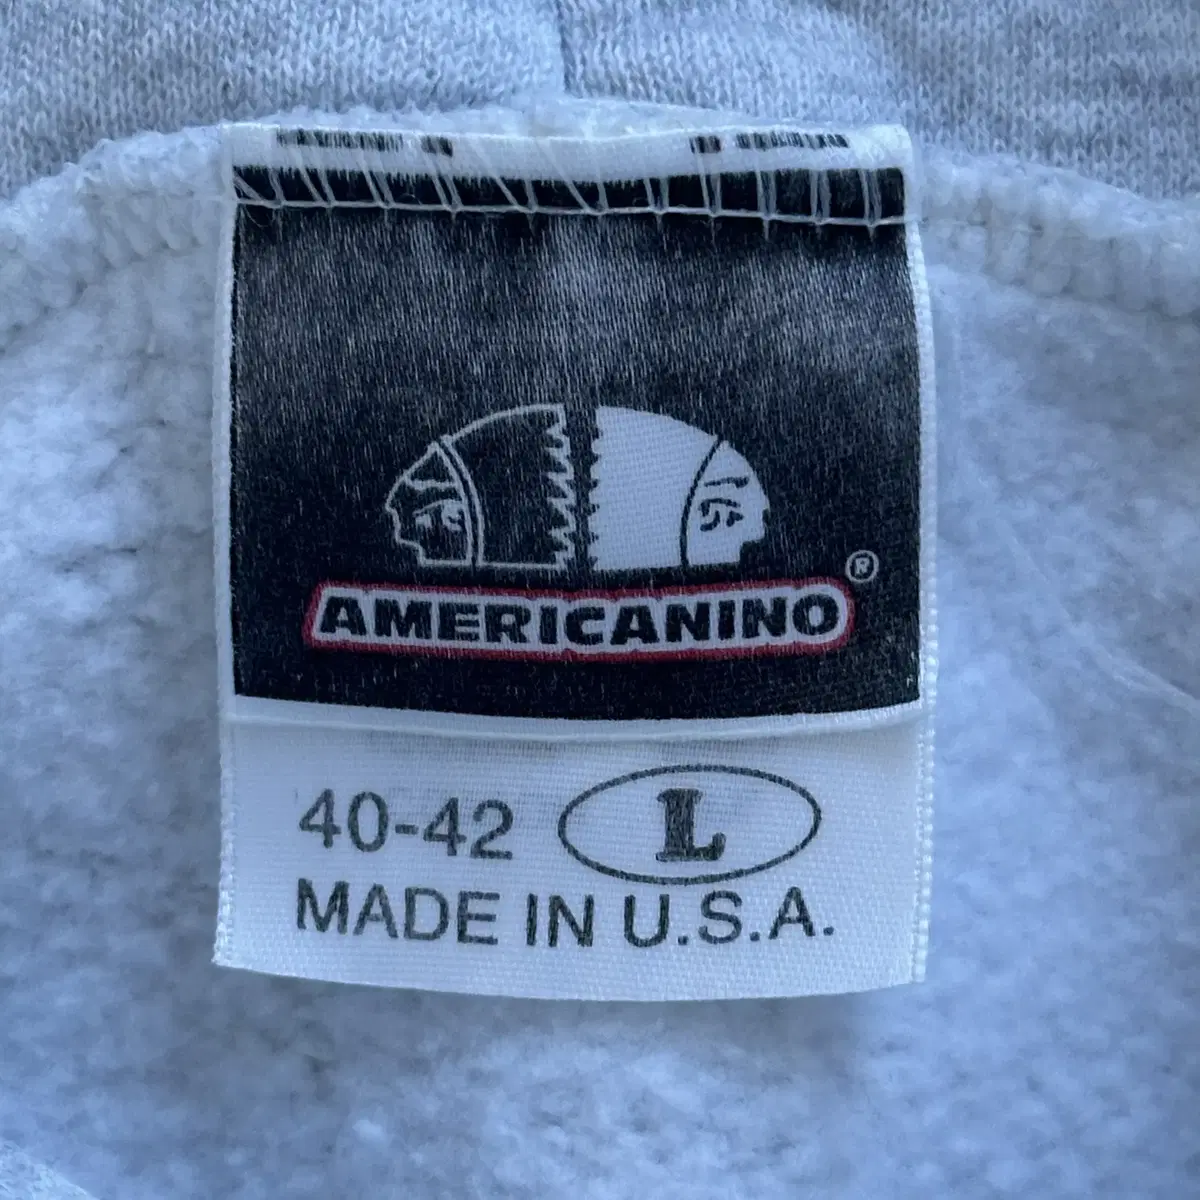 AMERICANINO ®
40-42 L
MADE IN U.S.A.